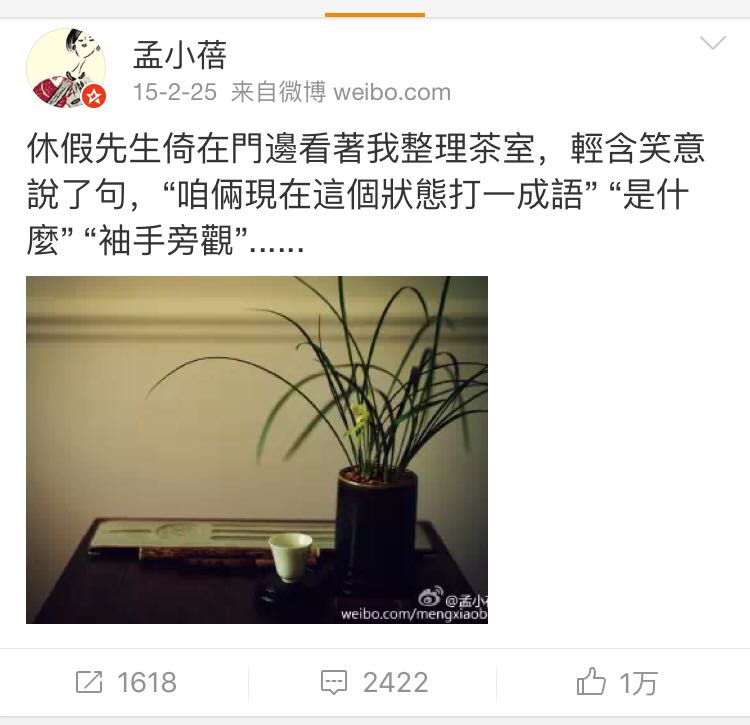 孟小蓓
15-2-25 来自微博 weibo.com
休假先生倚在門邊看著我整理茶室，輕含笑意
說了句，“咱倆現在這個狀態打一成語” “是什
麼” “袖手旁觀”……
@孟小
weibo.com/mengxiaob
1618
2422
1万